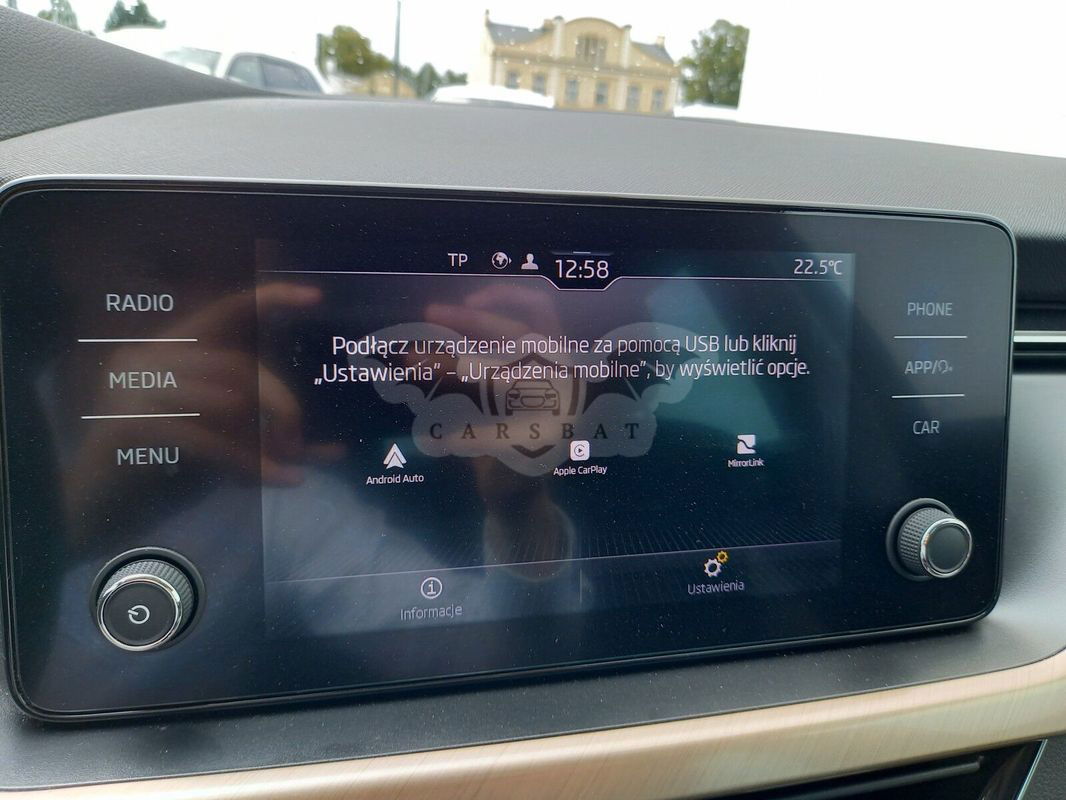 TP 12:58 22.5°C
RADIO
MEDIA
MENU
Podłącz urządzenie mobilne za pomocą USB lub kliknij
„Ustawienia” – „Urządzenia mobilne”, by wyświetlić opcje.
CARSBAT
Android Auto
Apple CarPlay
MirrorLink
Informacje
Ustawienia
PHONE
APP/
CAR